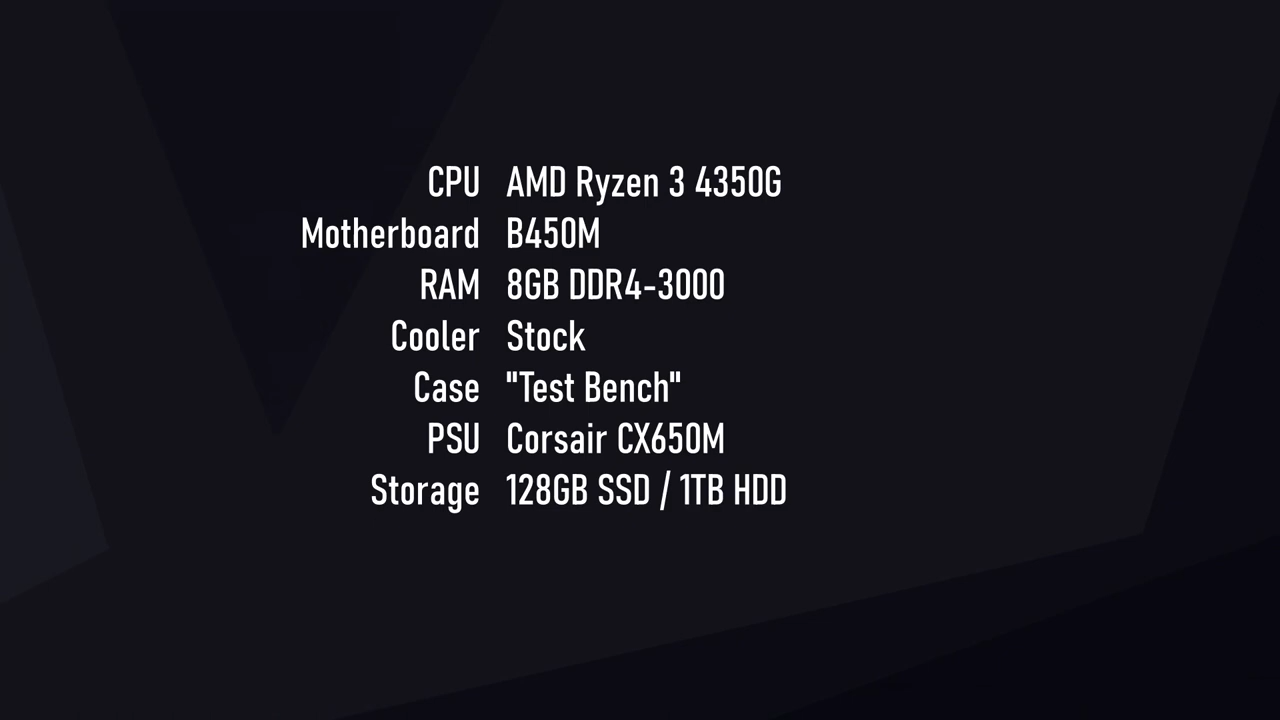 CPU AMD Ryzen 3 4350G
Motherboard B450M
RAM 8GB DDR4-3000
Cooler Stock
Case "Test Bench"
PSU Corsair CX650M
Storage 128GB SSD / 1TB HDD